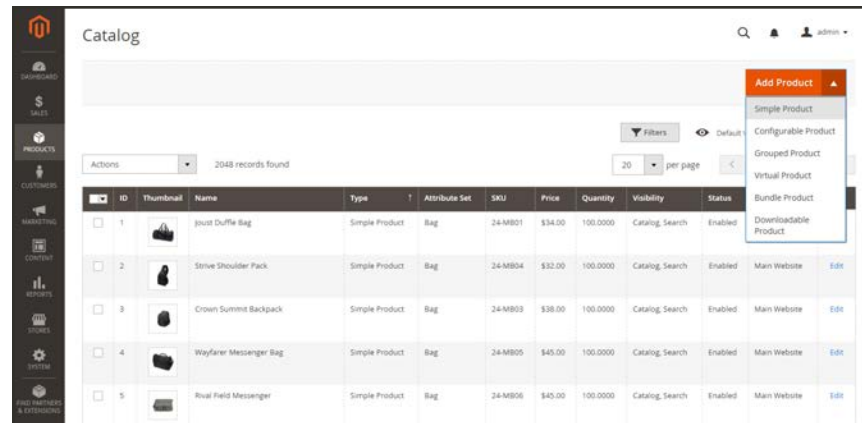 Catalog
admin
DASHBOARD
SALES
PRODUCTS
CUSTOMERS
MARKETING
CONTENT
REPORTS
STORES
SYSTEM
FIND PARTNERS
& EXTENSIONS
Add Product
Simple Product
Configurable Product
Grouped Product
Virtual Product
Bundle Product
Downloadable
Product
Filters
Default
Actions
2048 records found
20
per page
ID Thumbnail Name Type Attribute Set SKU Price Quantity Visibility Status
1 Joust Duffle Bag Simple Product Bag 24-MB01 $34.00 100.0000 Catalog, Search Enabled
2 Strive Shoulder Pack Simple Product Bag 24-MB04 $32.00 100.0000 Catalog, Search Enabled Main Website Edit
3 Crown Summit Backpack Simple Product Bag 24-MB03 $38.00 100.0000 Catalog, Search Enabled Main Website Edit
4 Wayfarer Messenger Bag Simple Product Bag 24-MB05 $45.00 100.0000 Catalog, Search Enabled Main Website Edit
5 Rival Field Messenger Simple Product Bag 24-MB06 $45.00 100.0000 Catalog, Search Enabled Main Website Edit